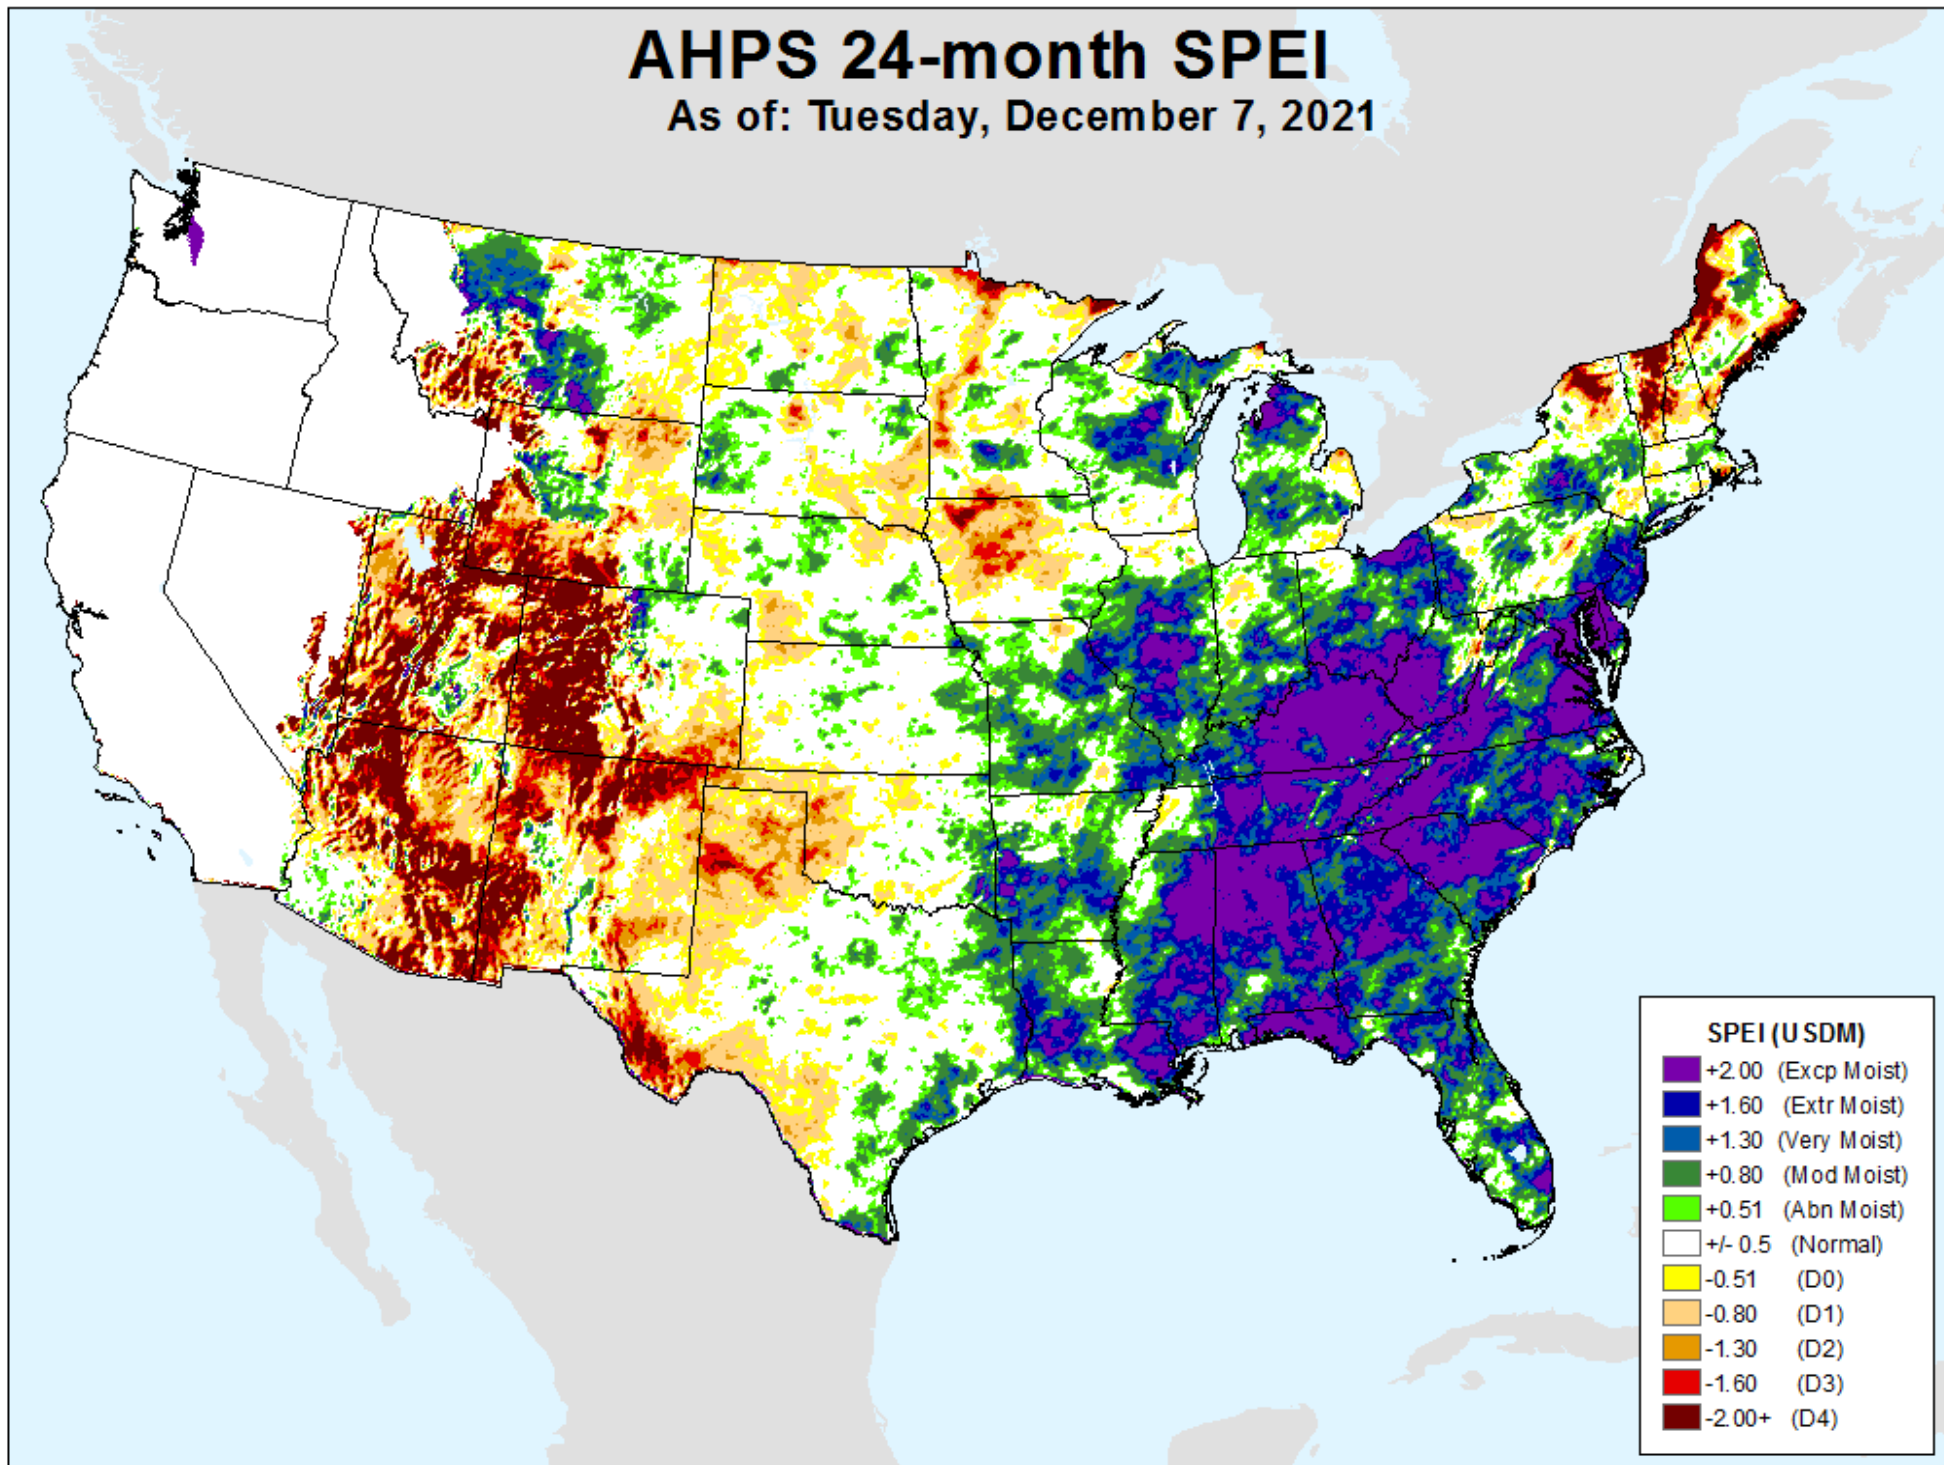 AHPS 24-month SPEI
As of: Tuesday, December 7, 2021
SPEI (USDM)
+2.00 (Excp Moist)
+1.60 (Extr Moist)
+1.30 (Very Moist)
+0.80 (Mod Moist)
+0.51 (Abn Moist)
+/- 0.5 (Normal)
-0.51 (D0)
-0.80 (D1)
-1.30 (D2)
-1.60 (D3)
-2.00+ (D4)